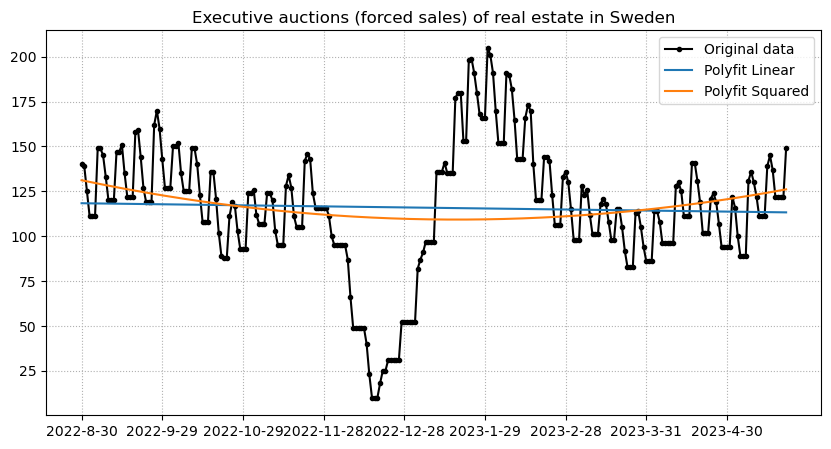 Executive auctions (forced sales) of real estate in Sweden
Original data
Polyfit Linear
Polyfit Squared
200
175
150
125
100
75
50
25
2022-8-30 2022-9-29 2022-10-29 2022-11-28 2022-12-28 2023-1-29 2023-2-28 2023-3-31 2023-4-30